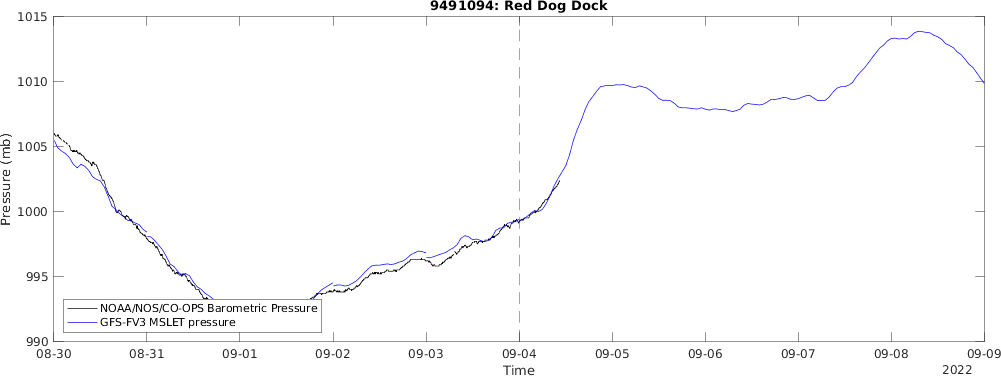 9491094: Red Dog Dock
1015
1010
1005
1000
995
990
Pressure (mb)
NOAA/NOS/CO-OPS Barometric Pressure
GFS-FV3 MSLET pressure
08-30 08-31 09-01 09-02 09-03 09-04 09-05 09-06 09-07 09-08 09-09
Time
2022